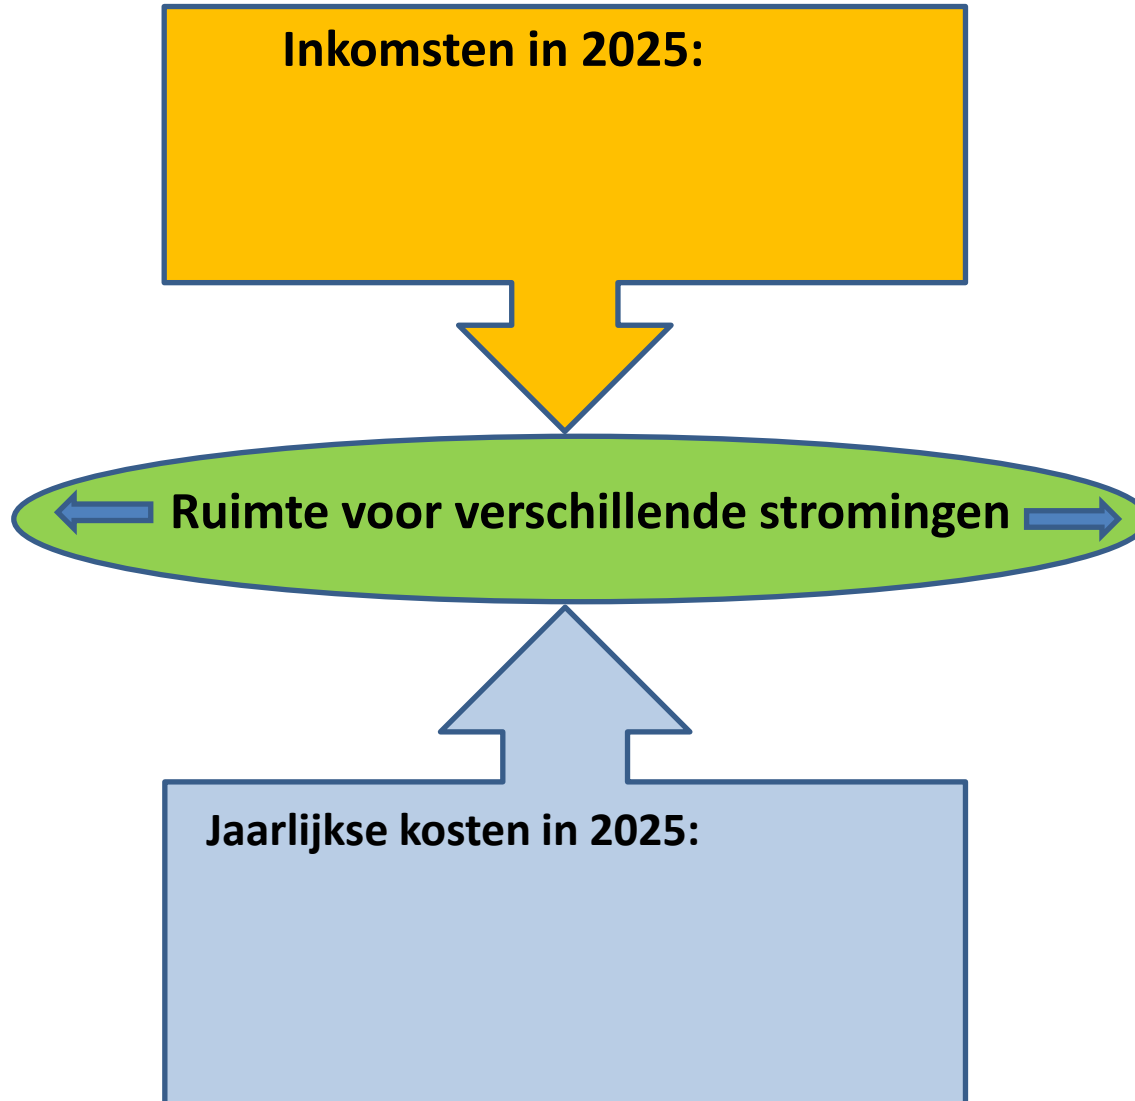 Inkomsten in 2025:
Ruimte voor verschillende stromingen
Jaarlijkse kosten in 2025: